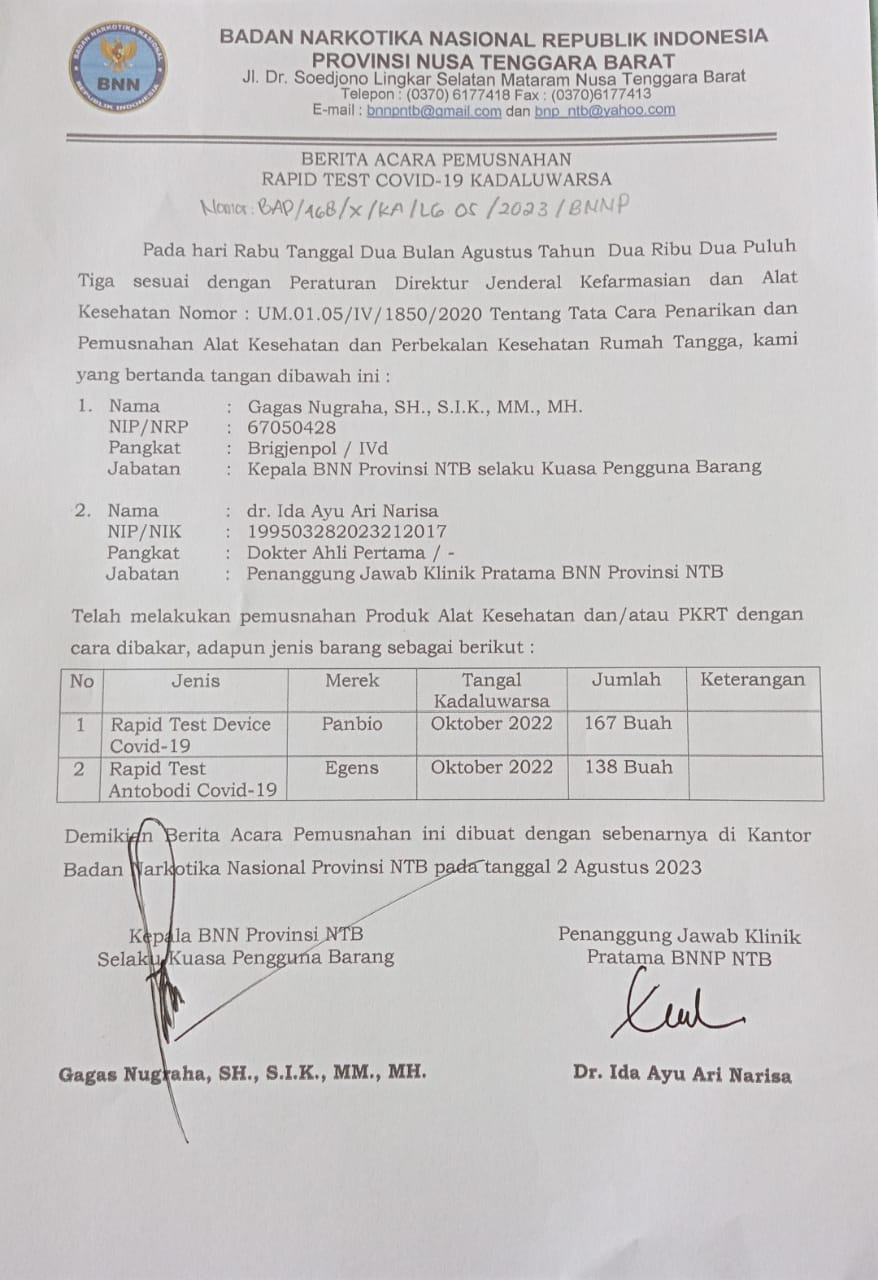 BADAN NARKOTIKA NASIONAL
BNN
REPUBLIK INDONESIA
BADAN NARKOTIKA NASIONAL REPUBLIK INDONESIA
PROVINSI NUSA TENGGARA BARAT
Jl. Dr. Soedjono Lingkar Selatan Mataram Nusa Tenggara Barat
Telepon : (0370) 6177418 Fax : (0370)6177413
E-mail : bnnpntb@gmail.com dan bnp_ntb@yahoo.com
BERITA ACARA PEMUSNAHAN
RAPID TEST COVID-19 KADALUWARSA
Nomor : BAP/168/X/KA/LG 05/2023/BNNP
Pada hari Rabu Tanggal Dua Bulan Agustus Tahun Dua Ribu Dua Puluh
Tiga sesuai dengan Peraturan Direktur Jenderal Kefarmasian dan Alat
Kesehatan Nomor : UM.01.05/IV/1850/2020 Tentang Tata Cara Penarikan dan
Pemusnahan Alat Kesehatan dan Perbekalan Kesehatan Rumah Tangga, kami
yang bertanda tangan dibawah ini :
1. Nama : Gagas Nugraha, SH., S.I.K., MM., MH.
NIP/NRP : 67050428
Pangkat : Brigjenpol / IVd
Jabatan : Kepala BNN Provinsi NTB selaku Kuasa Pengguna Barang
2. Nama : dr. Ida Ayu Ari Narisa
NIP/NIK : 199503282023212017
Pangkat : Dokter Ahli Pertama / -
Jabatan : Penanggung Jawab Klinik Pratama BNN Provinsi NTB
Telah melakukan pemusnahan Produk Alat Kesehatan dan/atau PKRT dengan
cara dibakar, adapun jenis barang sebagai berikut :
No Jenis Merek Tangal Kadaluwarsa Jumlah Keterangan
1 Rapid Test Device Covid-19 Panbio Oktober 2022 167 Buah
2 Rapid Test Antobodi Covid-19 Egens Oktober 2022 138 Buah
Demikian Berita Acara Pemusnahan ini dibuat dengan sebenarnya di Kantor
Badan Narkotika Nasional Provinsi NTB pada tanggal 2 Agustus 2023
Kepala BNN Provinsi NTB
Selaku Kuasa Pengguna Barang
Gagas Nugraha, SH., S.I.K., MM., MH.
Penanggung Jawab Klinik
Pratama BNNP NTB
Dr. Ida Ayu Ari Narisa